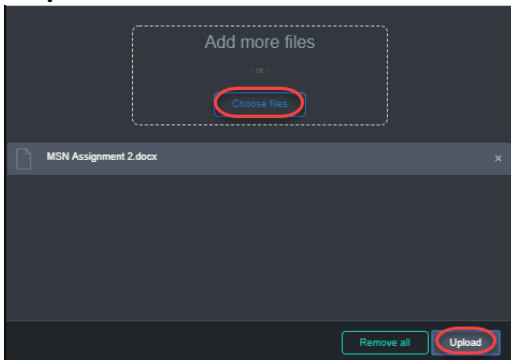 Add more files
- or -
Choose files
MSN Assignment 2.docx ×
Remove all Upload